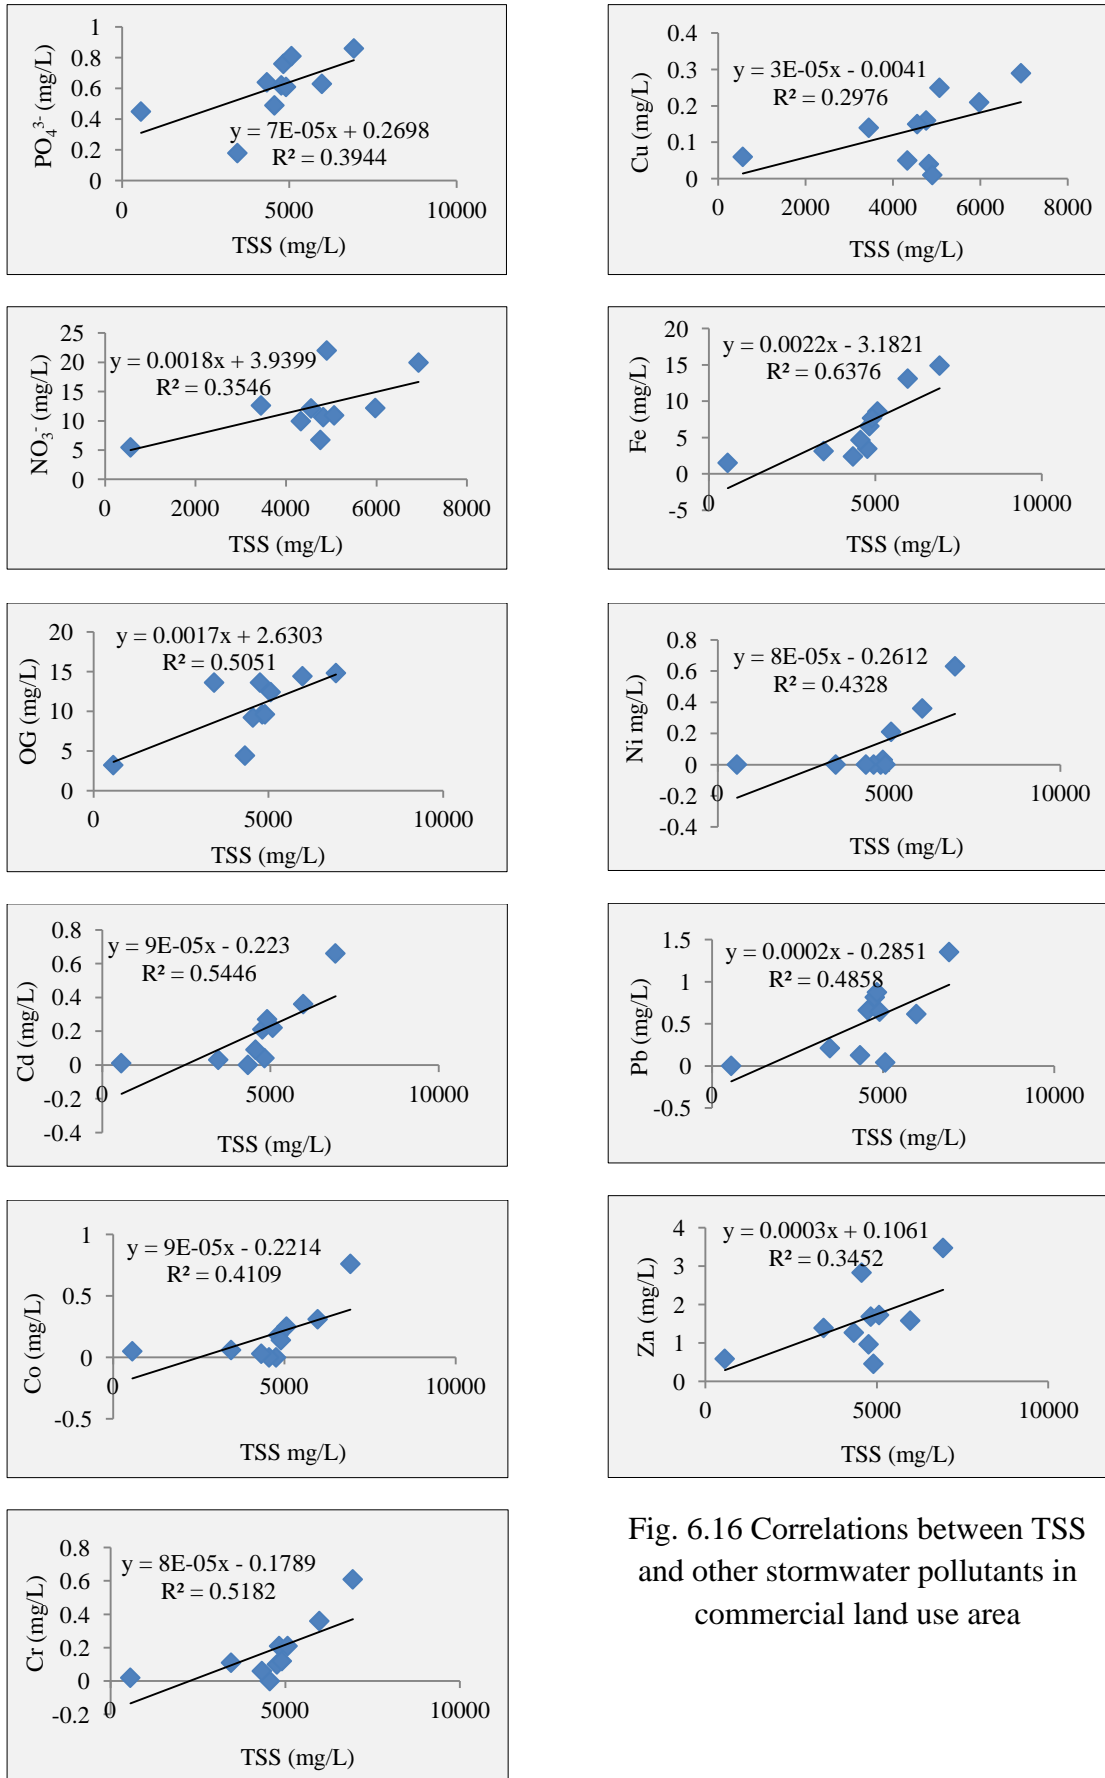 1
0.8
0.6
0.4
0.2
0
PO₄³⁻ (mg/L)
y = 7E-05x + 0.2698
R² = 0.3944
0 5000 10000
TSS (mg/L)
0.4
0.3
0.2
0.1
0
Cu (mg/L)
y = 3E-05x - 0.0041
R² = 0.2976
0 2000 4000 6000 8000
TSS (mg/L)
25
20
15
10
5
0
NO₃⁻ (mg/L)
y = 0.0018x + 3.9399
R² = 0.3546
0 2000 4000 6000 8000
TSS (mg/L)
20
15
10
5
0
-5
Fe (mg/L)
y = 0.0022x - 3.1821
R² = 0.6376
0 5000 10000
TSS (mg/L)
20
15
10
5
0
OG (mg/L)
y = 0.0017x + 2.6303
R² = 0.5051
0 5000 10000
TSS (mg/L)
0.8
0.6
0.4
0.2
0
-0.2
-0.4
Ni mg/L)
y = 8E-05x - 0.2612
R² = 0.4328
0 5000 10000
TSS (mg/L)
0.8
0.6
0.4
0.2
0
-0.2
-0.4
Cd (mg/L)
y = 9E-05x - 0.223
R² = 0.5446
0 5000 10000
TSS (mg/L)
1.5
1
0.5
0
-0.5
Pb (mg/L)
y = 0.0002x - 0.2851
R² = 0.4858
0 5000 10000
TSS (mg/L)
1
0.5
0
-0.5
Co (mg/L)
y = 9E-05x - 0.2214
R² = 0.4109
0 5000 10000
TSS mg/L)
4
3
2
1
0
Zn (mg/L)
y = 0.0003x + 0.1061
R² = 0.3452
0 5000 10000
TSS (mg/L)
0.8
0.6
0.4
0.2
0
-0.2
Cr (mg/L)
y = 8E-05x - 0.1789
R² = 0.5182
0 5000 10000
TSS (mg/L)
Fig. 6.16 Correlations between TSS
and other stormwater pollutants in
commercial land use area